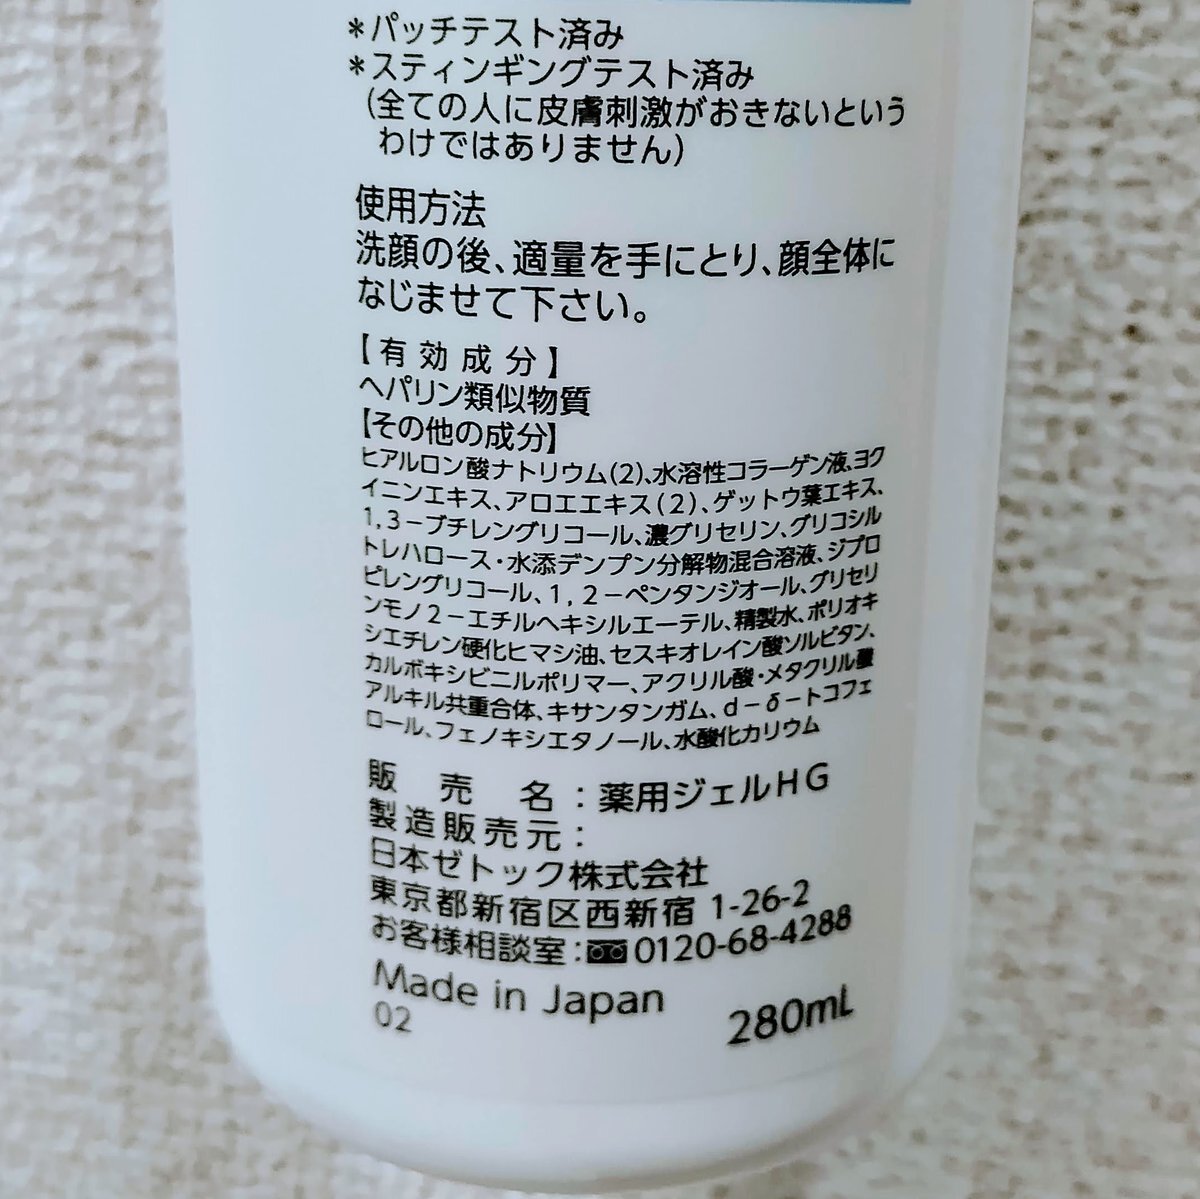 *パッチテスト済み
*スティンギングテスト済み
(全ての人に皮膚刺激がおきないという
わけではありません)
使用方法
洗顔の後、適量を手にとり、顔全体に
なじませて下さい。
【有効成分】
ヘパリン類似物質
【その他の成分】
ヒアルロン酸ナトリウム(2)、水溶性コラーゲン液、ヨク
イニンエキス、アロエエキス(2)、ゲットウ葉エキス、
1,3-ブチレングリコール、濃グリセリン、グリコシル
トレハロース・水添デンプン分解物混合溶液、ジプロ
ピレングリコール、1,2-ペンタンジオール、グリセリ
ンモノ2-エチルヘキシルエーテル、精製水、ポリオキ
シエチレン硬化ヒマシ油、セスキオレイン酸ソルビタン、
カルボキシビニルポリマー、アクリル酸・メタクリル酸
アルキル共重合体、キサンタンガム、d-δ-トコフェ
ロール、フェノキシエタノール、水酸化カリウム
販売名:薬用ジェルHG
製造販売元:
日本ゼトック株式会社
東京都新宿区西新宿 1-26-2
お客様相談室:0120-68-4288
Made in Japan
02 280mL